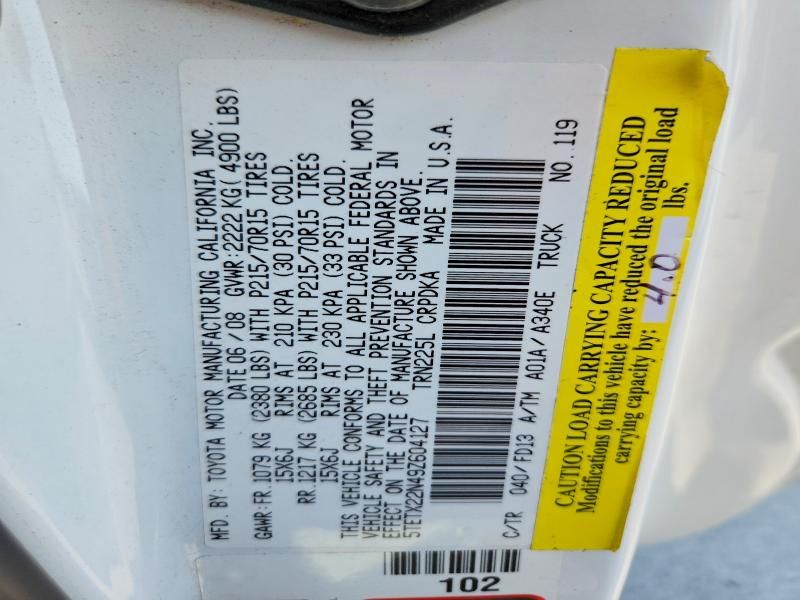 MFD. BY: TOYOTA MOTOR MANUFACTURING CALIFORNIA INC.
DATE 06/08 GVWR: 2222 KG( 4900 LBS)
GAWR: FR. 1079 KG (2380 LBS) WITH P215/70R15 TIRES
15X6J RIMS AT 210 KPA (30 PSI) COLD.
RR. 1217 KG (2685 LBS) WITH P215/70R15 TIRES
15X6J RIMS AT 230 KPA (33 PSI) COLD.
THIS VEHICLE CONFORMS TO ALL APPLICABLE FEDERAL MOTOR
VEHICLE SAFETY AND THEFT PREVENTION STANDARDS IN
EFFECT ON THE DATE OF MANUFACTURE SHOWN ABOVE.
5TETX22N49Z604127 TRN225L CRPDKA MADE IN U.S.A.
C/TR 040/FD13 A/TM A01A/A340E TRUCK NO. 119
CAUTION LOAD CARRYING CAPACITY REDUCED
Modifications to this vehicle have reduced the original load
carrying capacity by: 4.0 lbs.
102